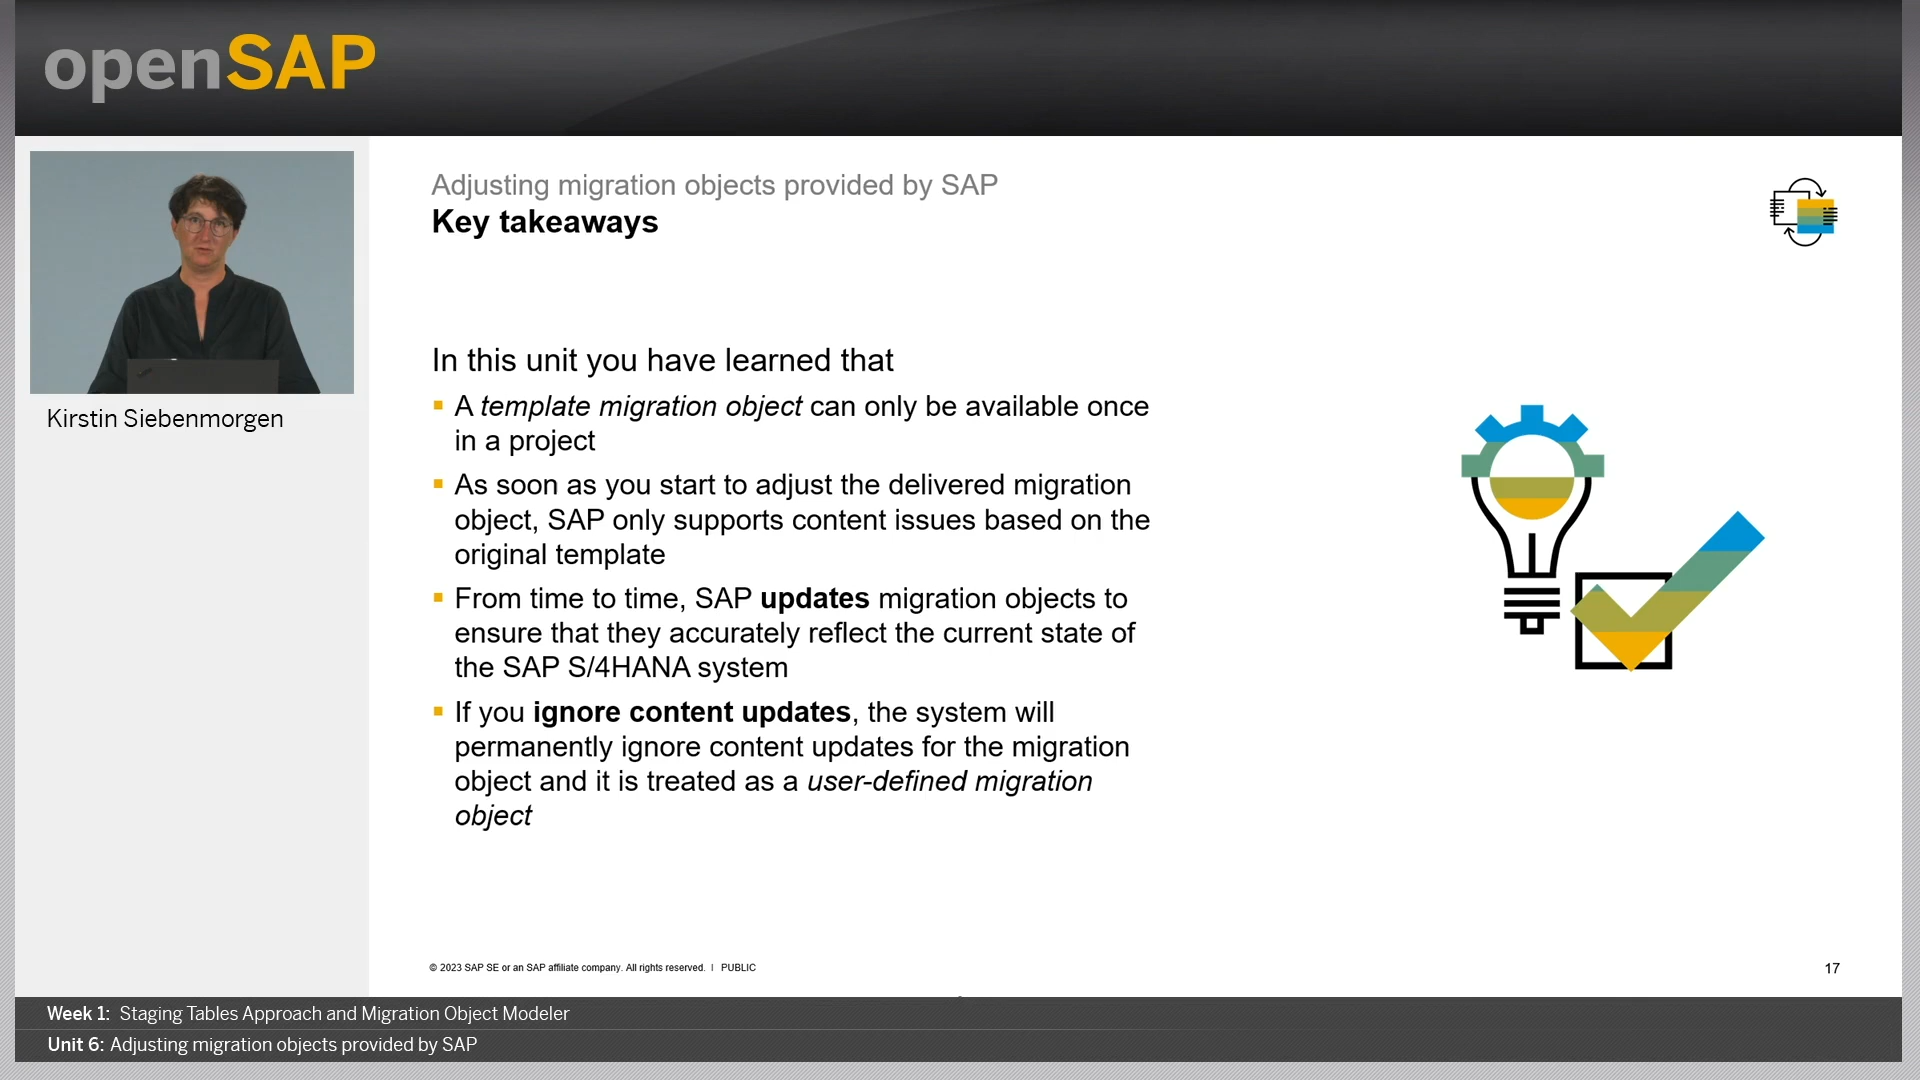 openSAP
Kirstin Siebenmorgen
Adjusting migration objects provided by SAP
Key takeaways
In this unit you have learned that
A template migration object can only be available once
in a project
As soon as you start to adjust the delivered migration
object, SAP only supports content issues based on the
original template
From time to time, SAP updates migration objects to
ensure that they accurately reflect the current state of
the SAP S/4HANA system
If you ignore content updates, the system will
permanently ignore content updates for the migration
object and it is treated as a user-defined migration
object
© 2023 SAP SE or an SAP affiliate company. All rights reserved. | PUBLIC
17
Week 1: Staging Tables Approach and Migration Object Modeler
Unit 6: Adjusting migration objects provided by SAP